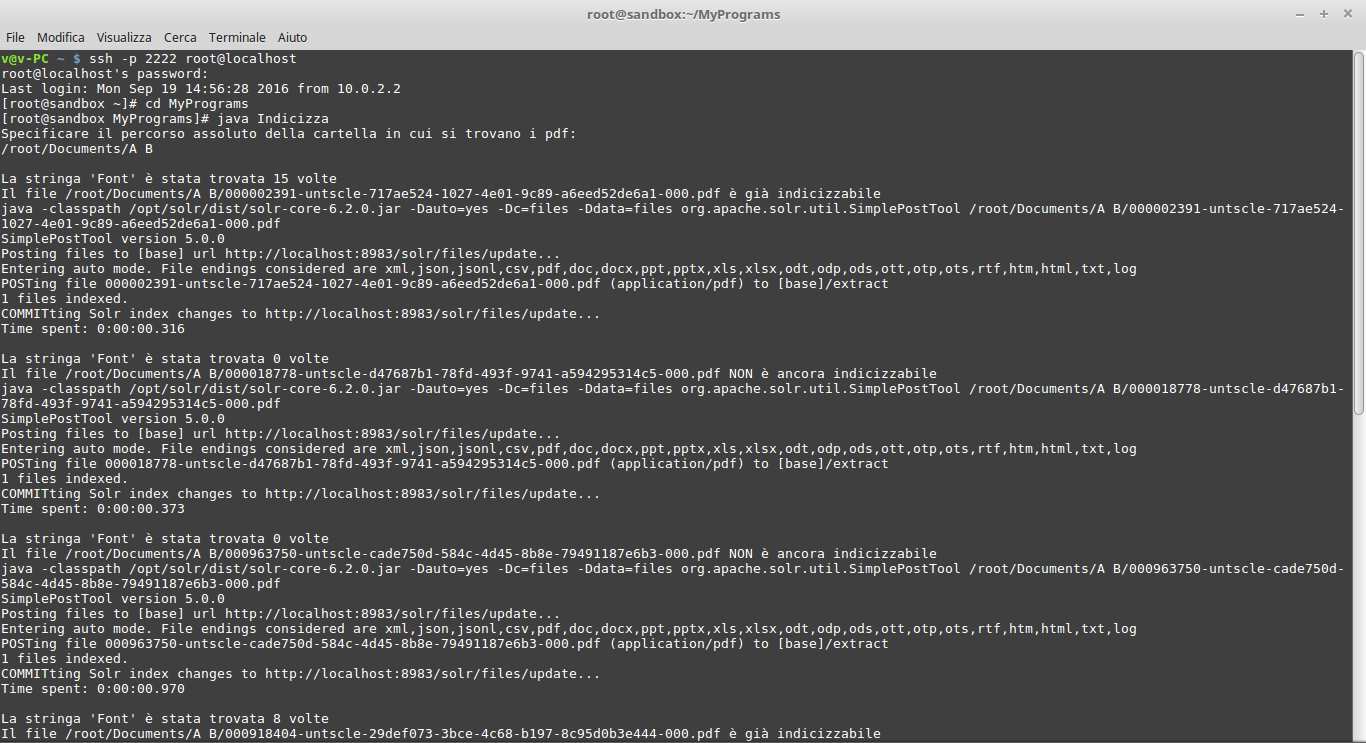 root@sandbox:~/MyPrograms
File Modifica Visualizza Cerca Terminale Aiuto
v@v-PC ~ $ ssh -p 2222 root@localhost
root@localhost's password:
Last login: Mon Sep 19 14:56:28 2016 from 10.0.2.2
[root@sandbox ~]# cd MyPrograms
[root@sandbox MyPrograms]# java Indicizza
Specificare il percorso assoluto della cartella in cui si trovano i pdf:
/root/Documents/A B
La stringa 'Font' è stata trovata 15 volte
Il file /root/Documents/A B/000002391-untscle-717ae524-1027-4e01-9c89-a6eed52de6a1-000.pdf è già indicizzabile
java -classpath /opt/solr/dist/solr-core-6.2.0.jar -Dauto=yes -Dc=files -Ddata=files org.apache.solr.util.SimplePostTool /root/Documents/A B/000002391-untscle-717ae524-
1027-4e01-9c89-a6eed52de6a1-000.pdf
SimplePostTool version 5.0.0
Posting files to [base] url http://localhost:8983/solr/files/update...
Entering auto mode. File endings considered are xml,json,jsonl,csv,pdf,doc,docx,ppt,pptx,xls,xlsx,odt,odp,ods,ott,otp,ots,rtf,htm,html,txt,log
POSTing file 000002391-untscle-717ae524-1027-4e01-9c89-a6eed52de6a1-000.pdf (application/pdf) to [base]/extract
1 files indexed.
COMMITting Solr index changes to http://localhost:8983/solr/files/update...
Time spent: 0:00:00.316
La stringa 'Font' è stata trovata 0 volte
Il file /root/Documents/A B/000018778-untscle-d47687b1-78fd-493f-9741-a594295314c5-000.pdf NON è ancora indicizzabile
java -classpath /opt/solr/dist/solr-core-6.2.0.jar -Dauto=yes -Dc=files -Ddata=files org.apache.solr.util.SimplePostTool /root/Documents/A B/000018778-untscle-d47687b1-
78fd-493f-9741-a594295314c5-000.pdf
SimplePostTool version 5.0.0
Posting files to [base] url http://localhost:8983/solr/files/update...
Entering auto mode. File endings considered are xml,json,jsonl,csv,pdf,doc,docx,ppt,pptx,xls,xlsx,odt,odp,ods,ott,otp,ots,rtf,htm,html,txt,log
POSTing file 000018778-untscle-d47687b1-78fd-493f-9741-a594295314c5-000.pdf (application/pdf) to [base]/extract
1 files indexed.
COMMITting Solr index changes to http://localhost:8983/solr/files/update...
Time spent: 0:00:00.373
La stringa 'Font' è stata trovata 0 volte
Il file /root/Documents/A B/000963750-untscle-cade750d-584c-4d45-8b8e-79491187e6b3-000.pdf NON è ancora indicizzabile
java -classpath /opt/solr/dist/solr-core-6.2.0.jar -Dauto=yes -Dc=files -Ddata=files org.apache.solr.util.SimplePostTool /root/Documents/A B/000963750-untscle-cade750d-
584c-4d45-8b8e-79491187e6b3-000.pdf
SimplePostTool version 5.0.0
Posting files to [base] url http://localhost:8983/solr/files/update...
Entering auto mode. File endings considered are xml,json,jsonl,csv,pdf,doc,docx,ppt,pptx,xls,xlsx,odt,odp,ods,ott,otp,ots,rtf,htm,html,txt,log
POSTing file 000963750-untscle-cade750d-584c-4d45-8b8e-79491187e6b3-000.pdf (application/pdf) to [base]/extract
1 files indexed.
COMMITting Solr index changes to http://localhost:8983/solr/files/update...
Time spent: 0:00:00.970
La stringa 'Font' è stata trovata 8 volte
Il file /root/Documents/A B/000918404-untscle-29def073-3bce-4c68-b197-8c95d0b3e444-000.pdf è già indicizzabile